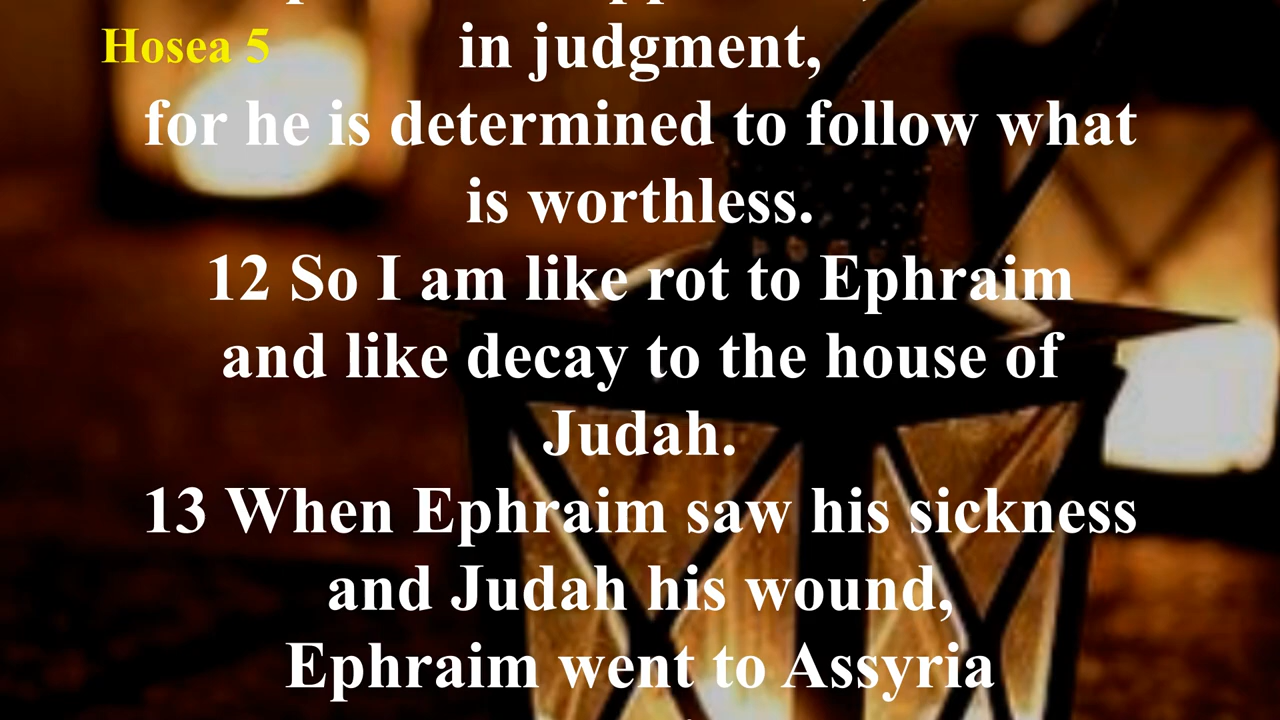 Hosea 5
in judgment,
for he is determined to follow what
is worthless.
12 So I am like rot to Ephraim
and like decay to the house of
Judah.
13 When Ephraim saw his sickness
and Judah his wound,
Ephraim went to Assyria